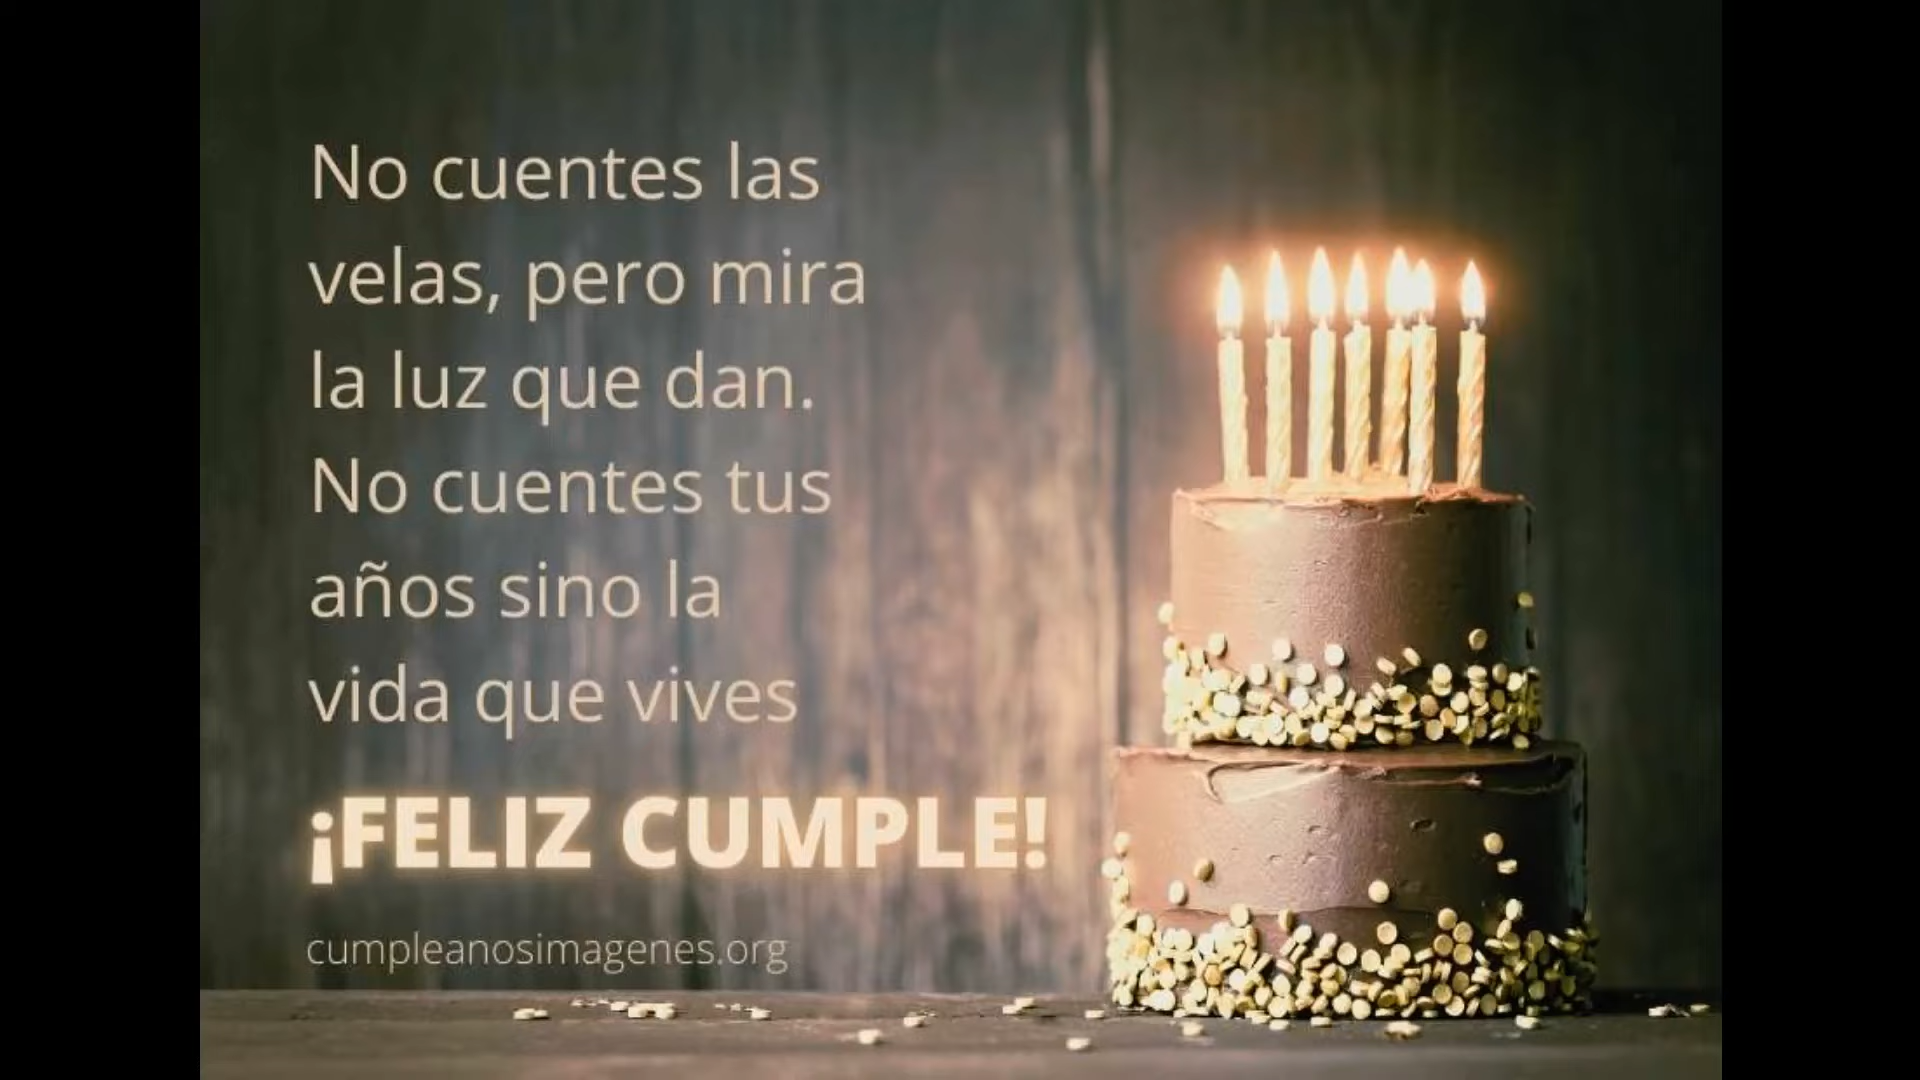 No cuentes las
velas, pero mira
la luz que dan.
No cuentes tus
años sino la
vida que vives
¡FELIZ CUMPLE!
cumpleanosimagenes.org